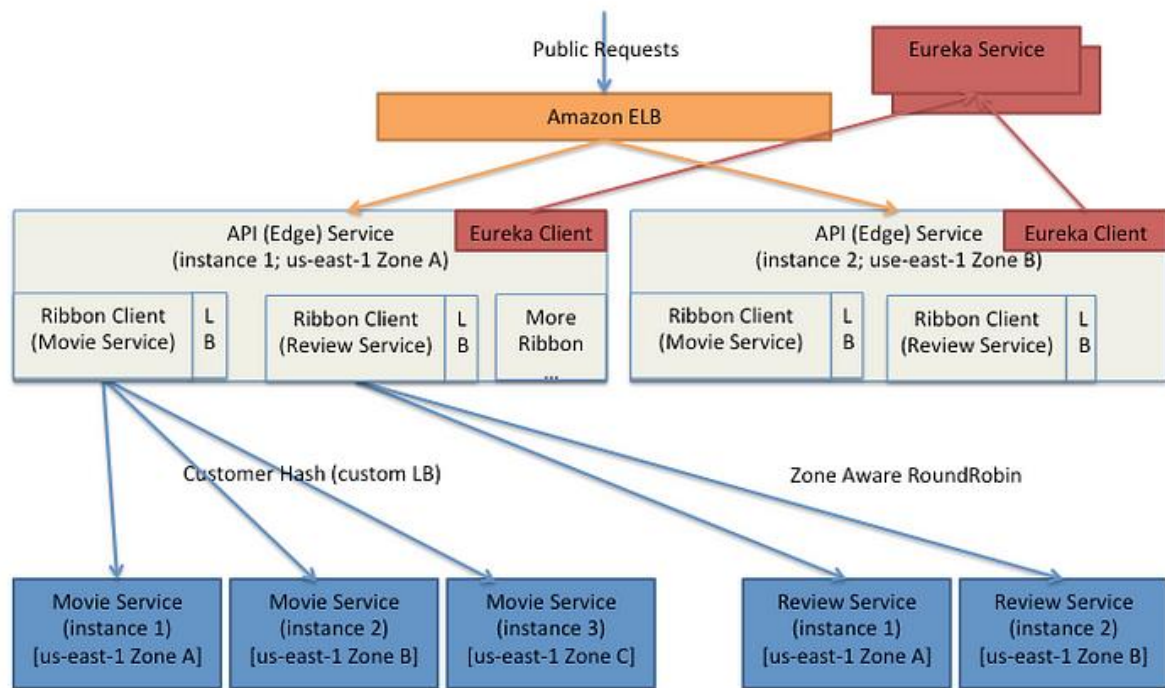 Public Requests
Eureka Service
Amazon ELB
API (Edge) Service
(instance 1; us-east-1 Zone A)
Eureka Client
API (Edge) Service
(instance 2; use-east-1 Zone B)
Eureka Client
Ribbon Client
(Movie Service)
L
B
Ribbon Client
(Review Service)
L
B
More
Ribbon
...
Ribbon Client
(Movie Service)
L
B
Ribbon Client
(Review Service)
L
B
Customer Hash (custom LB)
Zone Aware RoundRobin
Movie Service
(instance 1)
[us-east-1 Zone A]
Movie Service
(instance 2)
[us-east-1 Zone B]
Movie Service
(instance 3)
[us-east-1 Zone C]
Review Service
(instance 1)
[us-east-1 Zone A]
Review Service
(instance 2)
[us-east-1 Zone B]